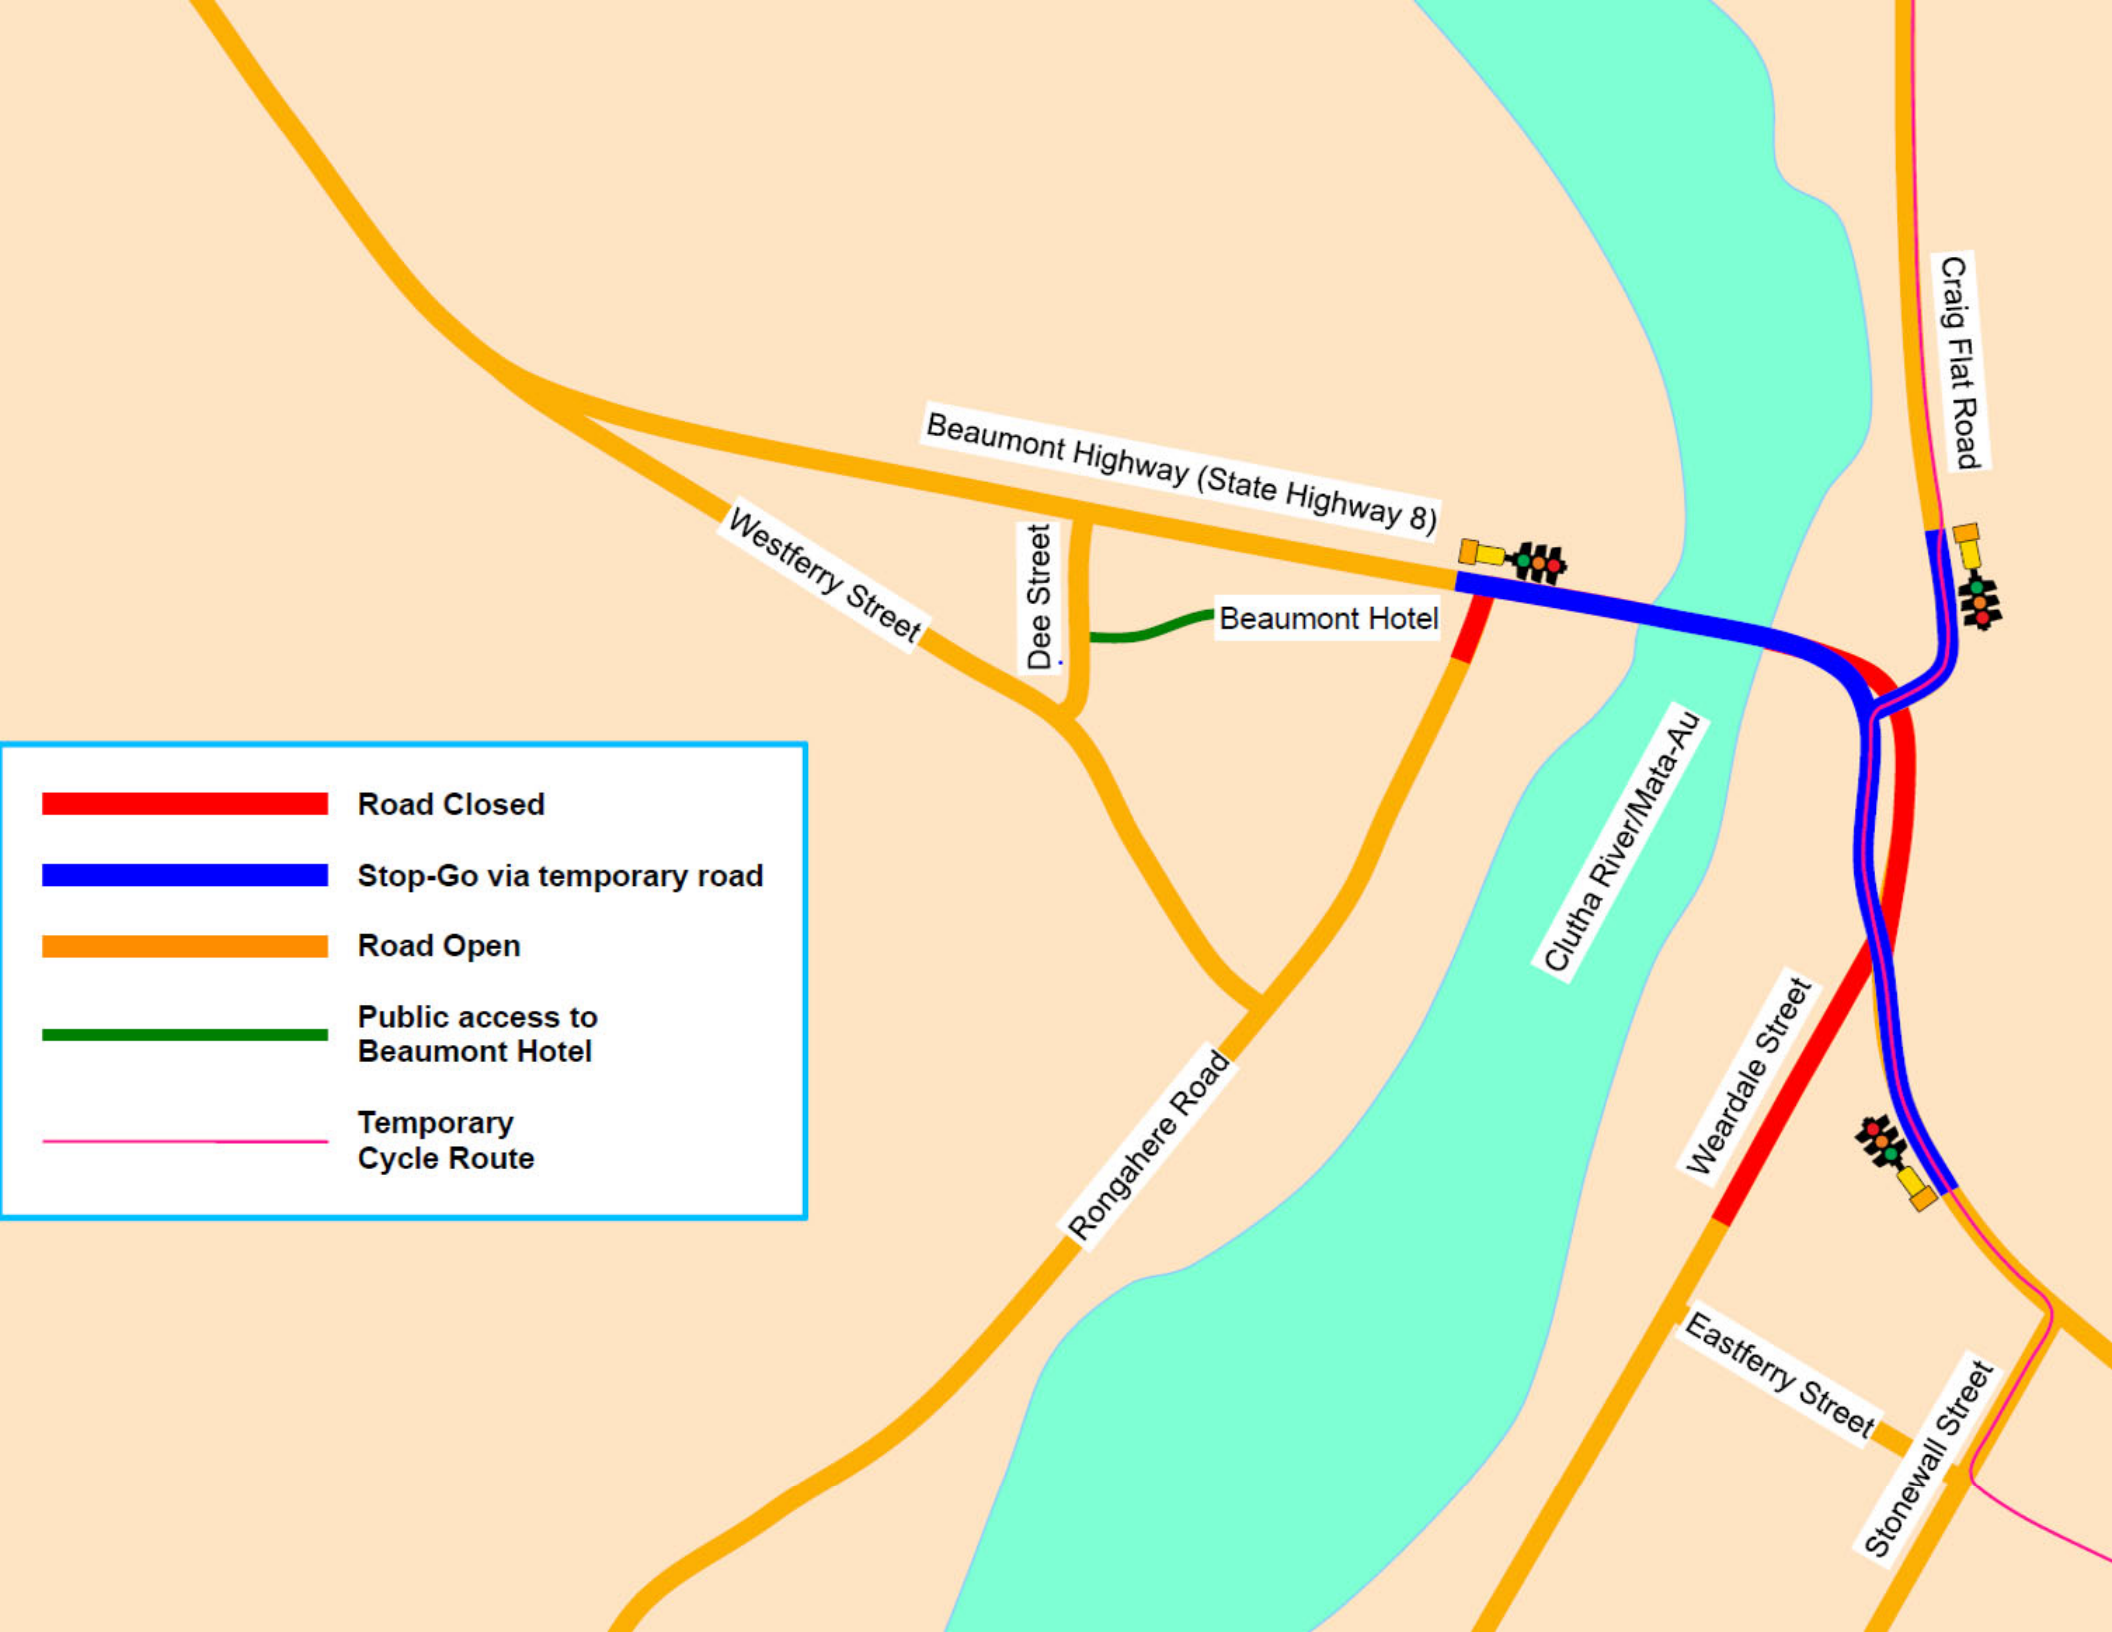 Craig Flat Road
Beaumont Highway (State Highway 8)
Westferry Street
Dee Street
Beaumont Hotel
Clutha River/Mata-Au
Road Closed
Stop-Go via temporary road
Road Open
Public access to
Beaumont Hotel
Temporary
Cycle Route
Weardale Street
Rongahere Road
Eastferry Street
Stonewall Street